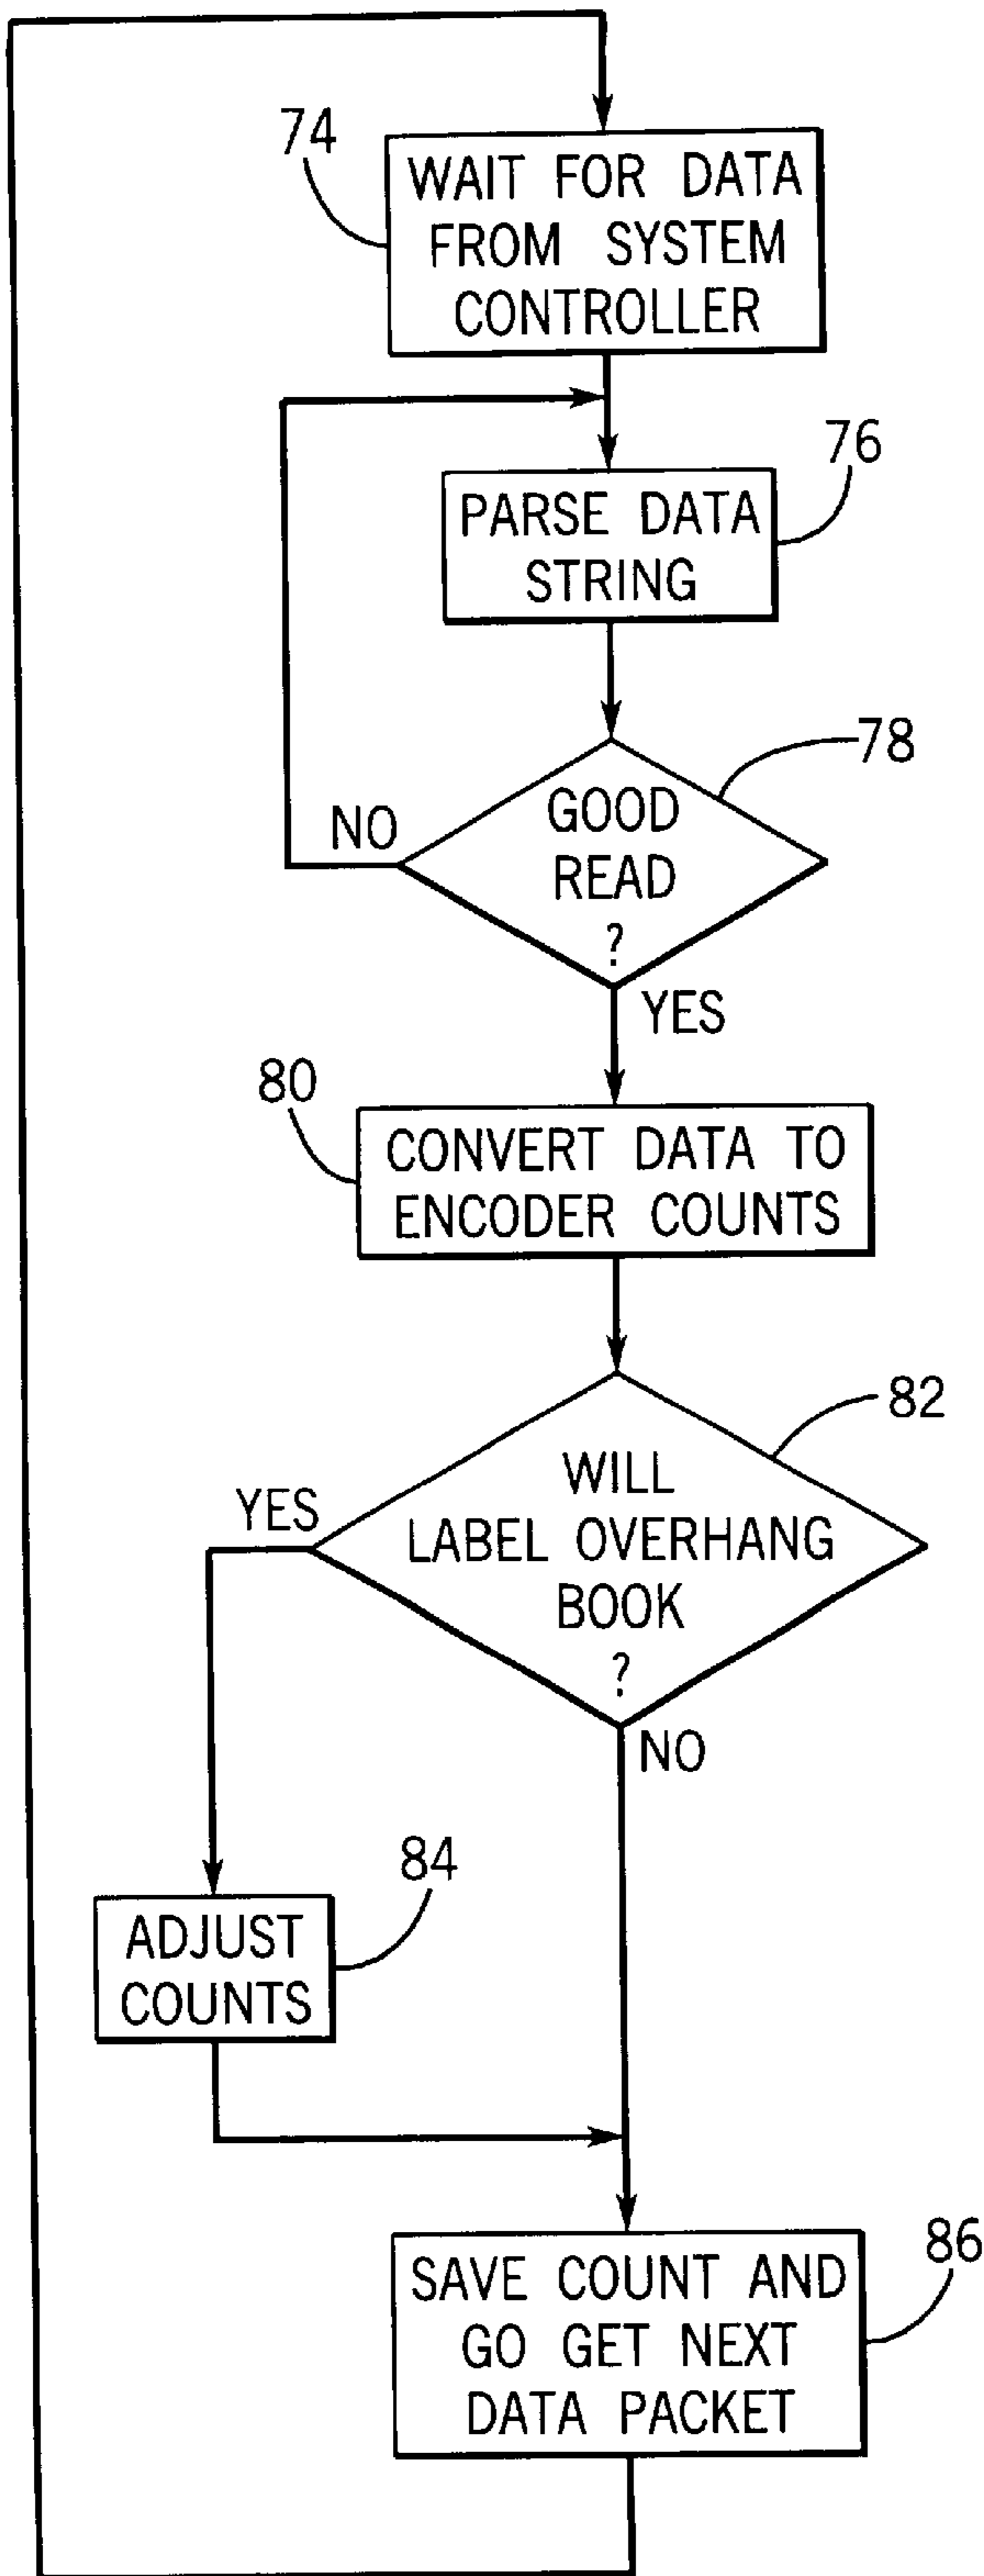 74
WAIT FOR DATA
FROM SYSTEM
CONTROLLER
76
PARSE DATA
STRING
78
GOOD
READ
?
NO
YES
80
CONVERT DATA TO
ENCODER COUNTS
82
WILL
LABEL OVERHANG
BOOK
?
YES
NO
84
ADJUST
COUNTS
86
SAVE COUNT AND
GO GET NEXT
DATA PACKET